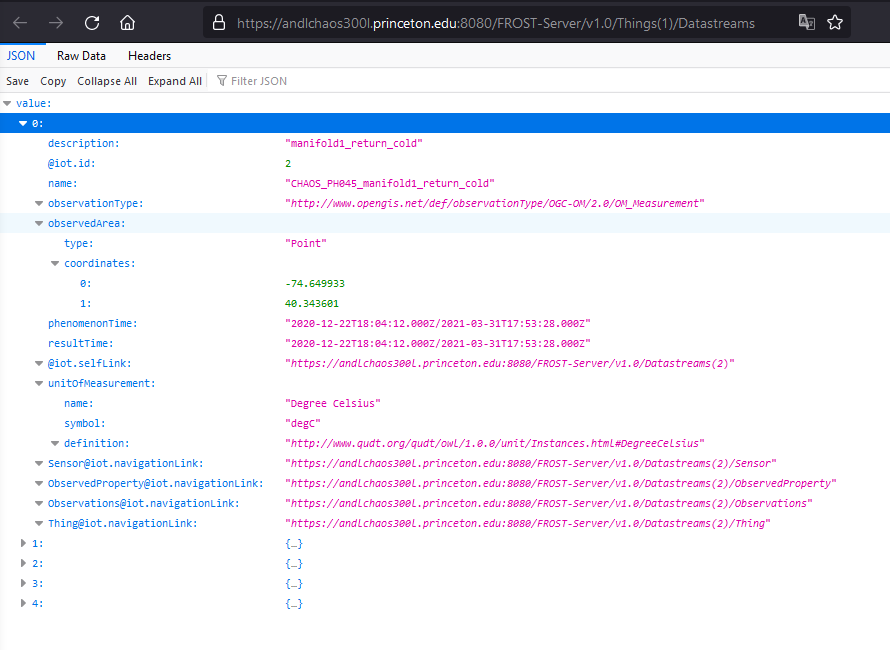 https://andlchaos300l.princeton.edu:8080/FROST-Server/v1.0/Things(1)/Datastreams
JSON Raw Data Headers
Save Copy Collapse All Expand All Filter JSON
value:
0:
description: "manifold1_return_cold"
@iot.id: 2
name: "CHAOS_PH045_manifold1_return_cold"
observationType: "http://www.opengis.net/def/observationType/OGC-OM/2.0/OM_Measurement"
observedArea:
type: "Point"
coordinates:
0: -74.649933
1: 40.343601
phenomenonTime: "2020-12-22T18:04:12.000Z/2021-03-31T17:53:28.000Z"
resultTime: "2020-12-22T18:04:12.000Z/2021-03-31T17:53:28.000Z"
@iot.selfLink: "https://andlchaos300l.princeton.edu:8080/FROST-Server/v1.0/Datastreams(2)"
unitOfMeasurement:
name: "Degree Celsius"
symbol: "degC"
definition: "http://www.qudt.org/qudt/owl/1.0.0/unit/Instances.html#DegreeCelsius"
Sensor@iot.navigationLink: "https://andlchaos300l.princeton.edu:8080/FROST-Server/v1.0/Datastreams(2)/Sensor"
ObservedProperty@iot.navigationLink: "https://andlchaos300l.princeton.edu:8080/FROST-Server/v1.0/Datastreams(2)/ObservedProperty"
Observations@iot.navigationLink: "https://andlchaos300l.princeton.edu:8080/FROST-Server/v1.0/Datastreams(2)/Observations"
Thing@iot.navigationLink: "https://andlchaos300l.princeton.edu:8080/FROST-Server/v1.0/Datastreams(2)/Thing"
1: {…}
2: {…}
3: {…}
4: {…}